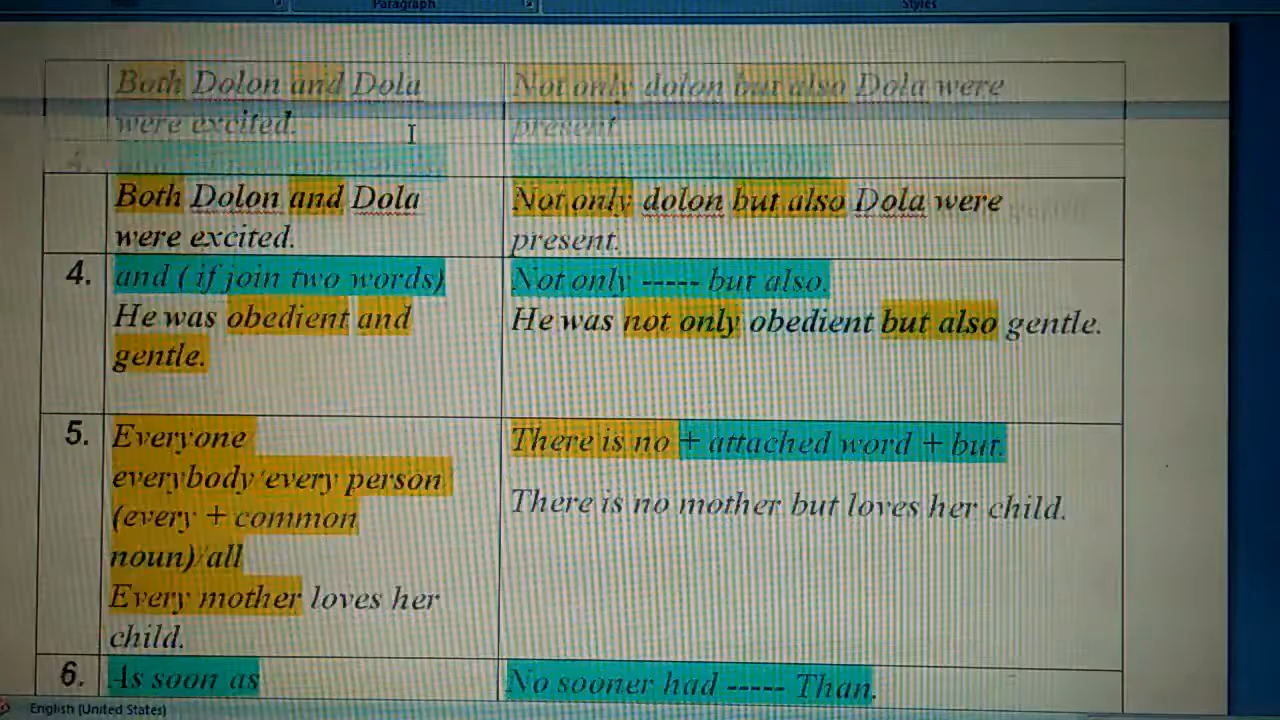 Paragraph
Styles
Both Dolon and Dola
Not only dolon but also Dola were
were excited.
present
4.
Both Dolon and Dola
Not only dolon but also Dola were
were excited.
present.
4.
and ( if join two words)
Not only ----- but also.
He was obedient and
He was not only obedient but also gentle.
gentle.
5.
Everyone
There is no + attached word + but.
everybody/every person
There is no mother but loves her child.
(every + common
noun)/all
Every mother loves her
child.
6.
As soon as
No sooner had ----- Than.
English (United States)